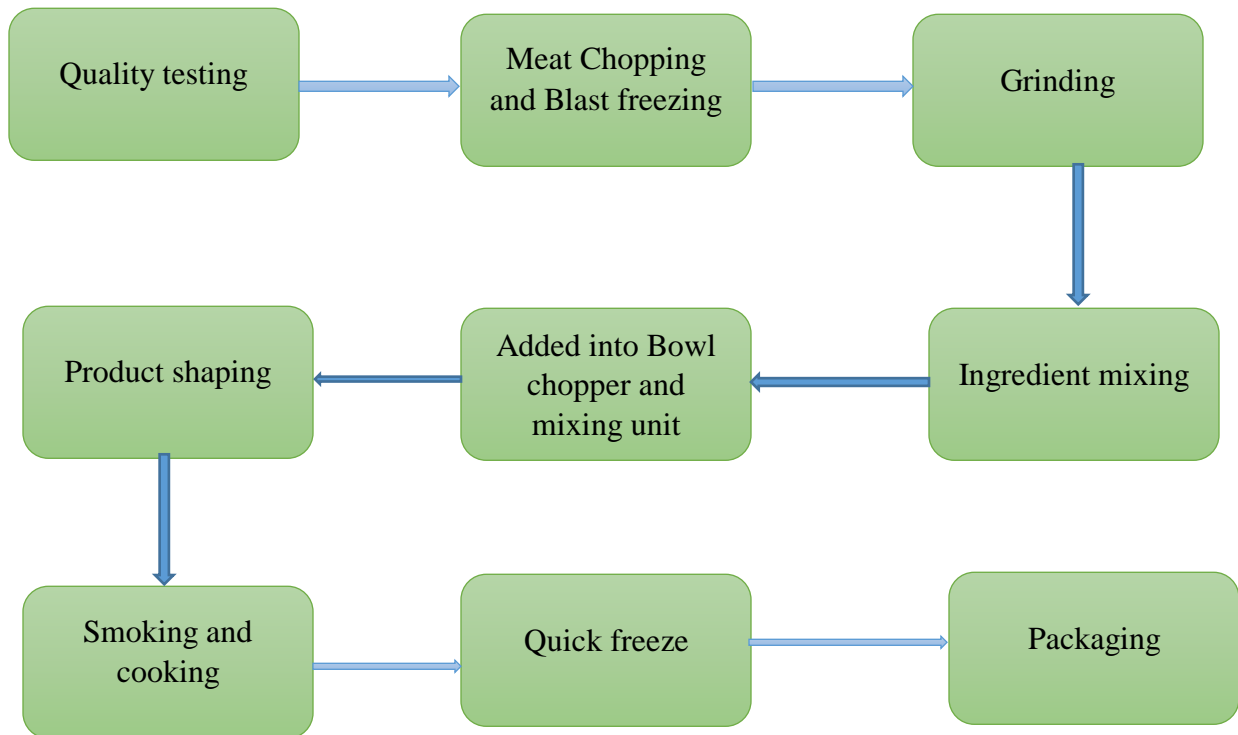 Quality testing
Meat Chopping
and Blast freezing
Grinding
Ingredient mixing
Added into Bowl
chopper and
mixing unit
Product shaping
Smoking and
cooking
Quick freeze
Packaging